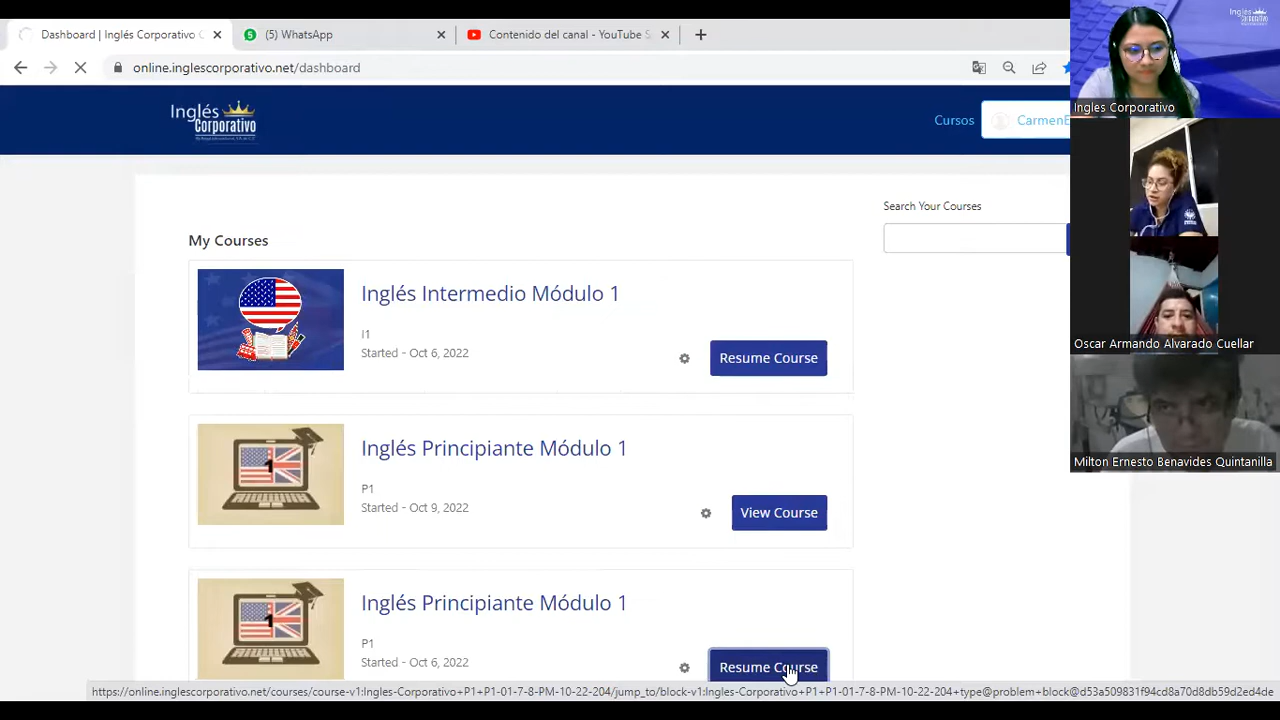 Dashboard | Inglés Corporativo C
(5) WhatsApp
Contenido del canal - YouTube S
online.inglescorporativo.net/dashboard
Inglés
Corporativo
Cursos
CarmenE
Search Your Courses
My Courses
Inglés Intermedio Módulo 1
I1
Started - Oct 6, 2022
Resume Course
Inglés Principiante Módulo 1
P1
Started - Oct 9, 2022
View Course
1
Inglés Principiante Módulo 1
P1
Started - Oct 6, 2022
Resume Course
1
https://online.inglescorporativo.net/courses/course-v1:Ingles-Corporativo+P1+P1-01-7-8-PM-10-22-204/jump_to/block-v1:Ingles-Corporativo+P1+P1-01-7-8-PM-10-22-204+type@problem+block@d53a509831f94cd8a70d8db59d2ed4de
Inglés
Corporativo
Ingles Corporativo
Oscar Armando Alvarado Cuellar
Milton Ernesto Benavides Quintanilla